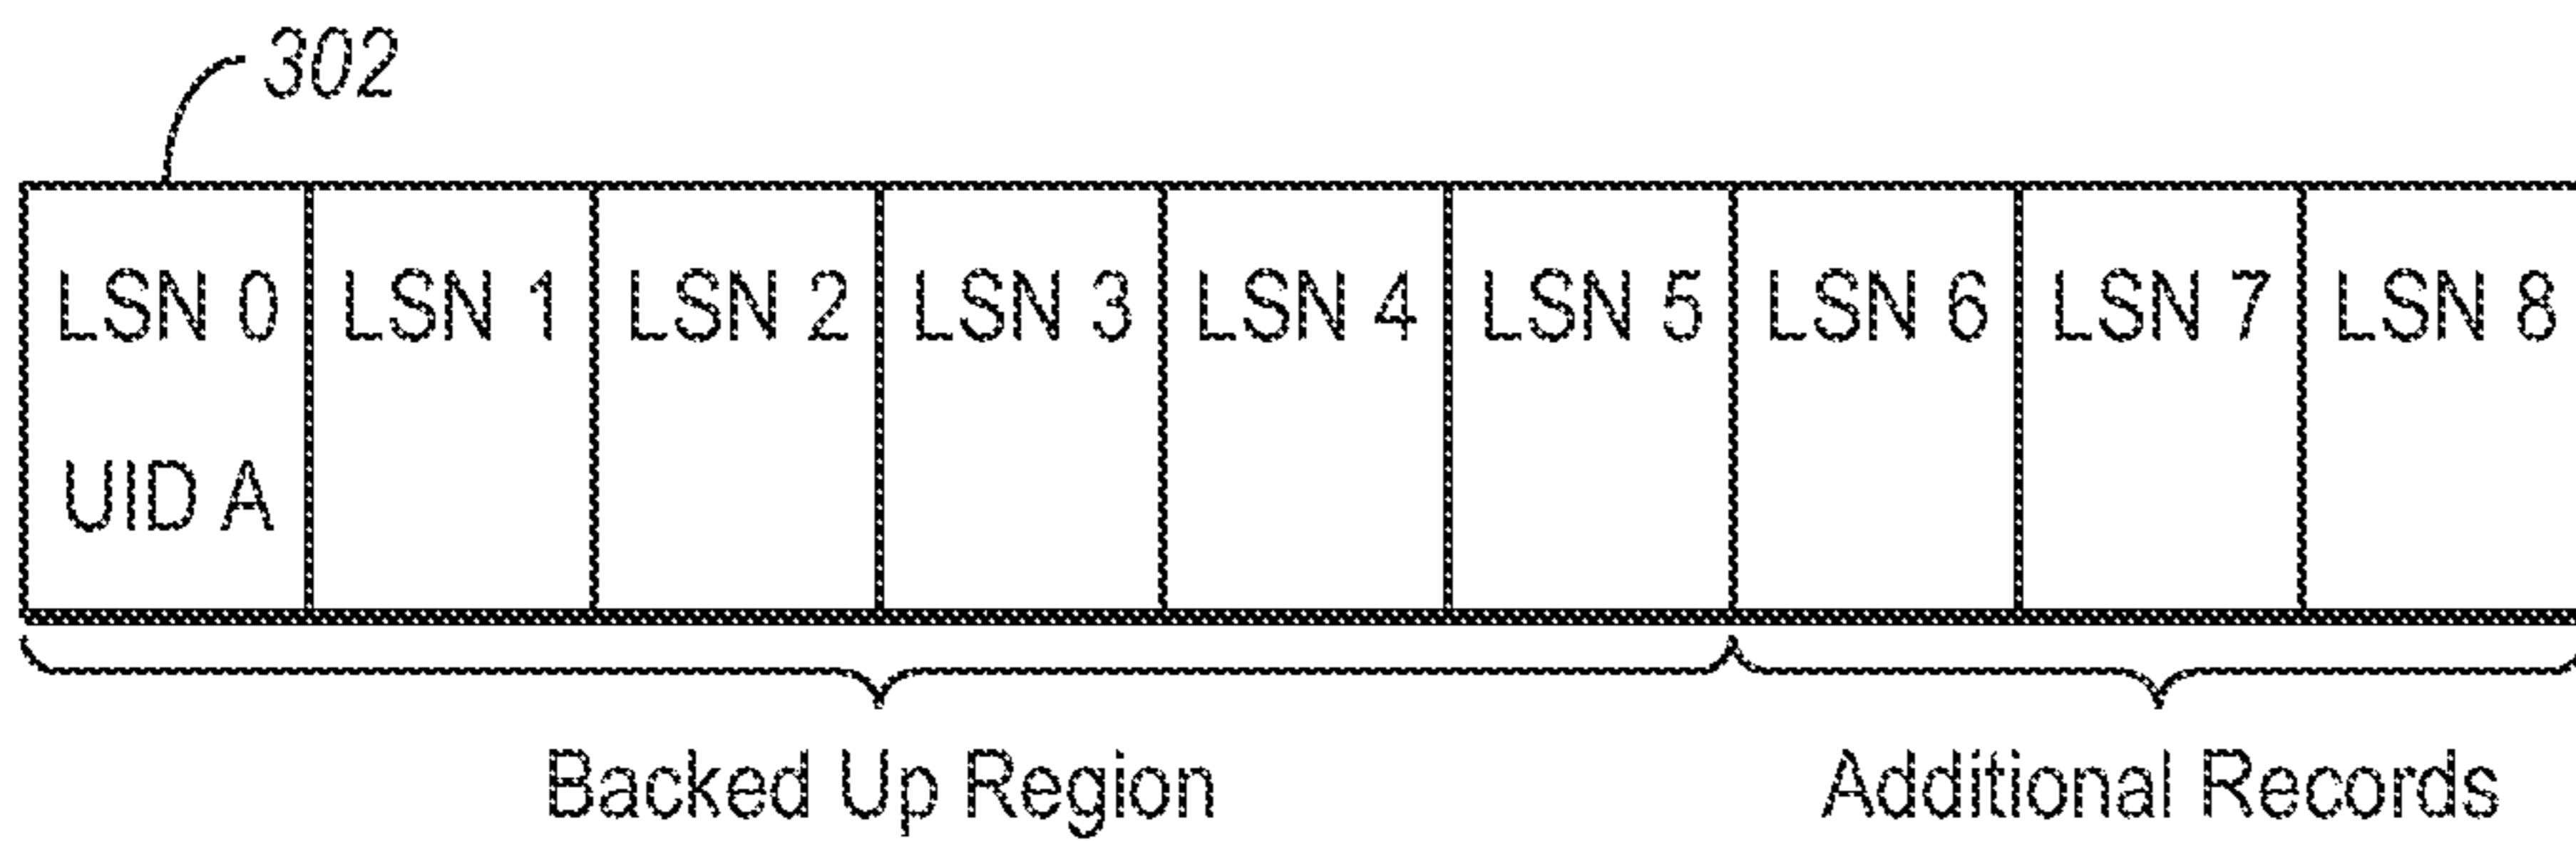 302
LSN 0 LSN 1 LSN 2 LSN 3 LSN 4 LSN 5 LSN 6 LSN 7 LSN 8
UID A
Backed Up Region Additional Records